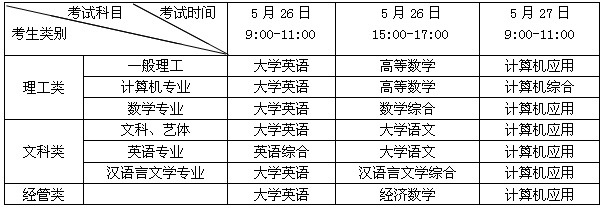 考试科目 考试时间 5月26日 5月26日 5月27日
考生类别 9:00-11:00 15:00-17:00 9:00-11:00
理工类 一般理工 大学英语 高等数学 计算机应用
计算机专业 大学英语 高等数学 计算机综合
数学专业 大学英语 数学综合 计算机应用
文科类 文科、艺体 大学英语 大学语文 计算机应用
英语专业 英语综合 大学语文 计算机应用
汉语言文学专业 大学英语 汉语言文学综合 计算机应用
经管类 大学英语 经济数学 计算机应用